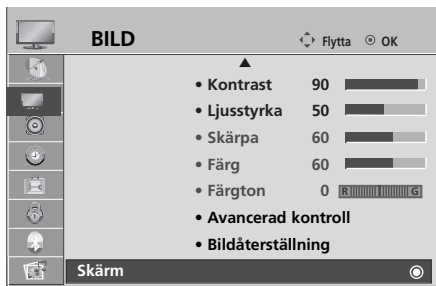 BILD Flytta OK
• Kontrast 90
• Ljusstyrka 50
• Skärpa 60
• Färg 60
• Färgton 0 R G
• Avancerad kontroll
• Bildåterställning
Skärm